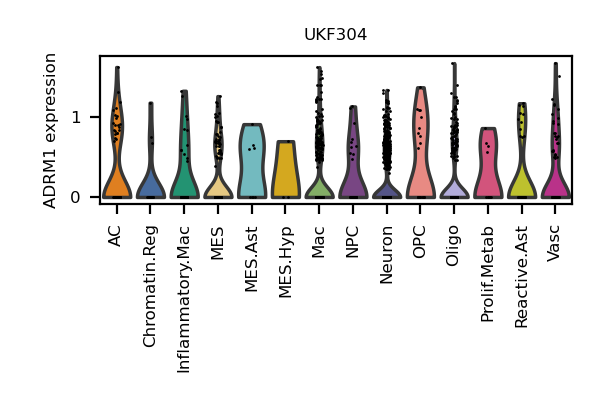 UKF304
ADRM1 expression
1
0
AC
Chromatin.Reg
Inflammatory.Mac
MES
MES.Ast
MES.Hyp
Mac
NPC
Neuron
OPC
Oligo
Prolif.Metab
Reactive.Ast
Vasc